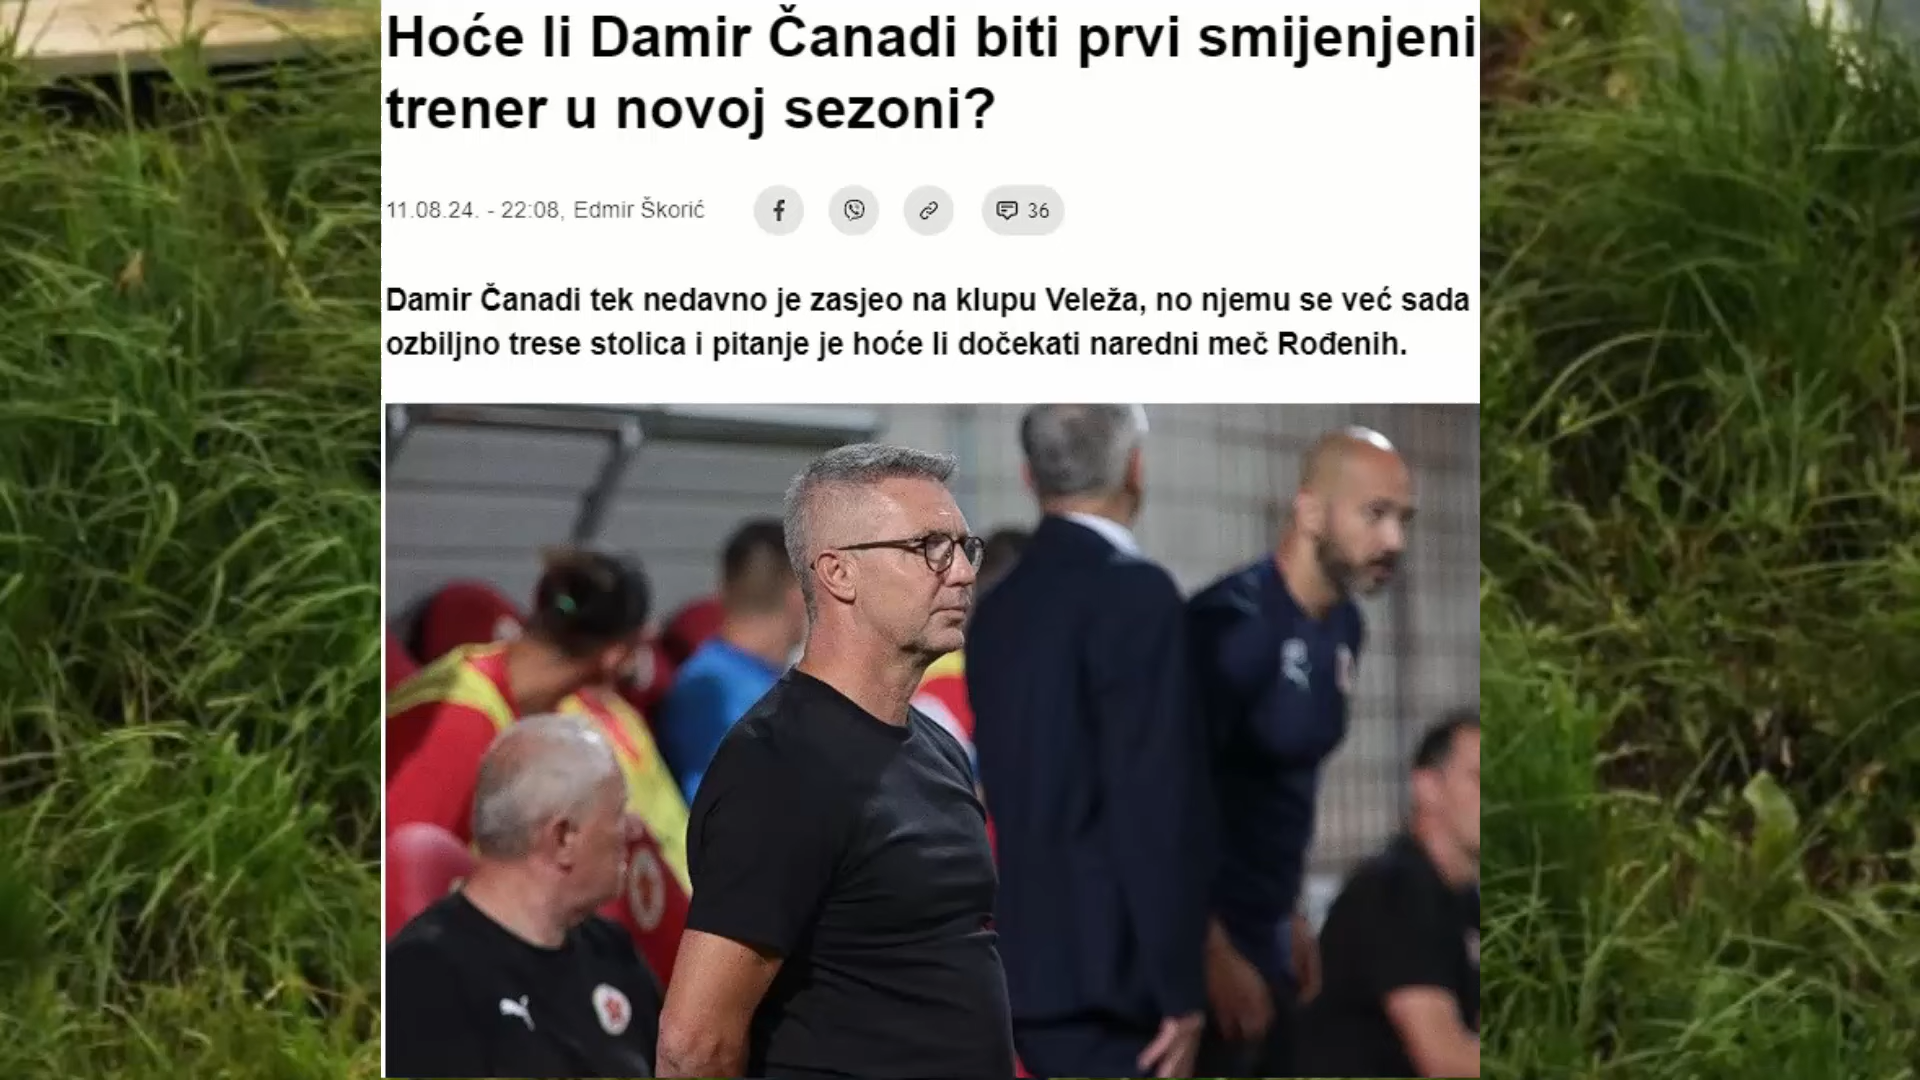 Hoće li Damir Čanadi biti prvi smijenjeni
trener u novoj sezoni?
11.08.24. - 22:08, Edmir Škorić
36
Damir Čanadi tek nedavno je zasjeo na klupu Veleža, no njemu se već sada
ozbiljno trese stolica i pitanje je hoće li dočekati naredni meč Rođenih.